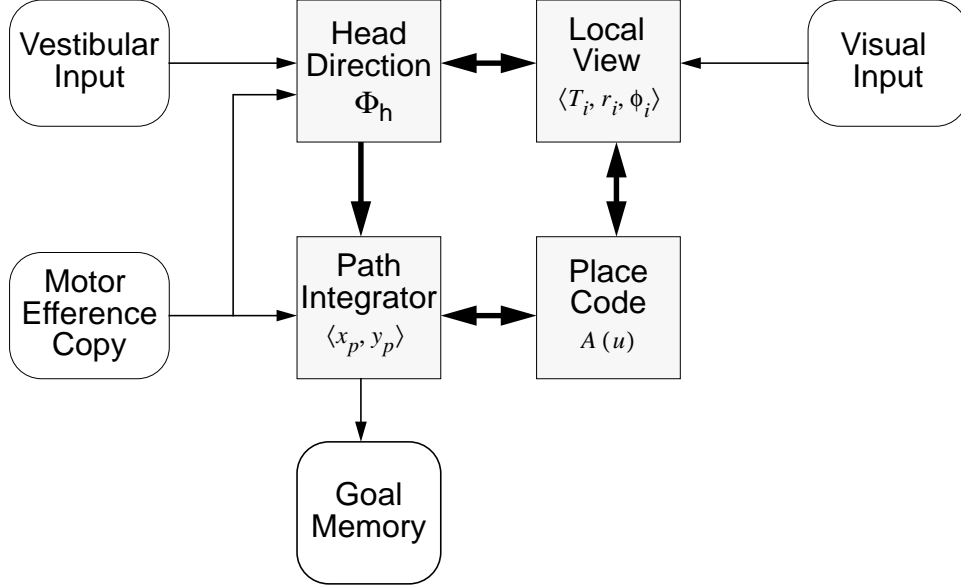 Vestibular
Input
Head
Direction
Φh
Local
View
⟨Ti, ri, ϕi⟩
Visual
Input
Motor
Efference
Copy
Path
Integrator
⟨xp, yp⟩
Place
Code
A (u)
Goal
Memory